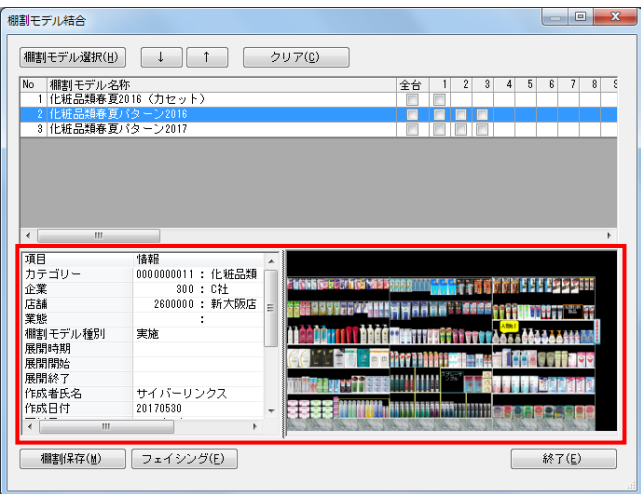 棚割モデル結合
棚割モデル選択(H) ↓ ↑ クリア(C)
No 棚割モデル名称 全台 1 2 3 4 5 6 7 8 9
1 化粧品類春夏2016（カセット）
2 化粧品類春夏パターン2016
3 化粧品類春夏パターン2017
項目 情報
カテゴリー 0000000011 : 化粧品類
企業 300 : C社
店舗 2600000 : 新大阪店
業態 :
棚割モデル種別 実施
展開時期
展開開始
展開終了
作成者氏名 サイバーリンクス
作成日付 20170530
棚割保存(M) フェイシング(F) 終了(E)